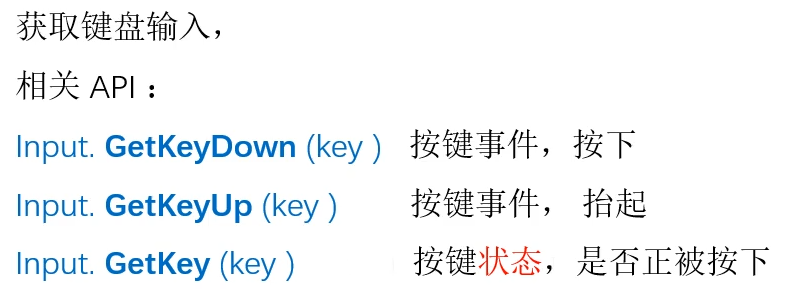 获取键盘输入，
相关 API ：
Input. GetKeyDown (key ) 按键事件，按下
Input. GetKeyUp (key ) 按键事件， 抬起
Input. GetKey (key ) 按键状态，是否正被按下